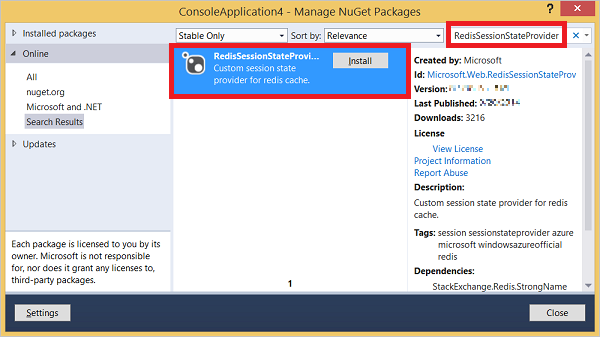 ConsoleApplication4 - Manage NuGet Packages
?
Installed packages
Online
All
nuget.org
Microsoft and .NET
Search Results
Updates
Each package is licensed to you by its
owner. Microsoft is not responsible
for, nor does it grant any licenses to,
third-party packages.
Stable Only
Sort by: Relevance
RedisSessionStateProvi...
Custom session state
provider for redis cache.
Install
1
RedisSessionStateProvider
Created by: Microsoft
Id: Microsoft.Web.RedisSessionStateProv
Version:
Last Published:
Downloads: 3216
License
View License
Project Information
Report Abuse
Description:
Custom session state provider for redis
cache.
Tags: session sessionstateprovider azure
microsoft windowsazureofficial
redis
Dependencies:
StackExchange.Redis.StrongName
Settings
Close